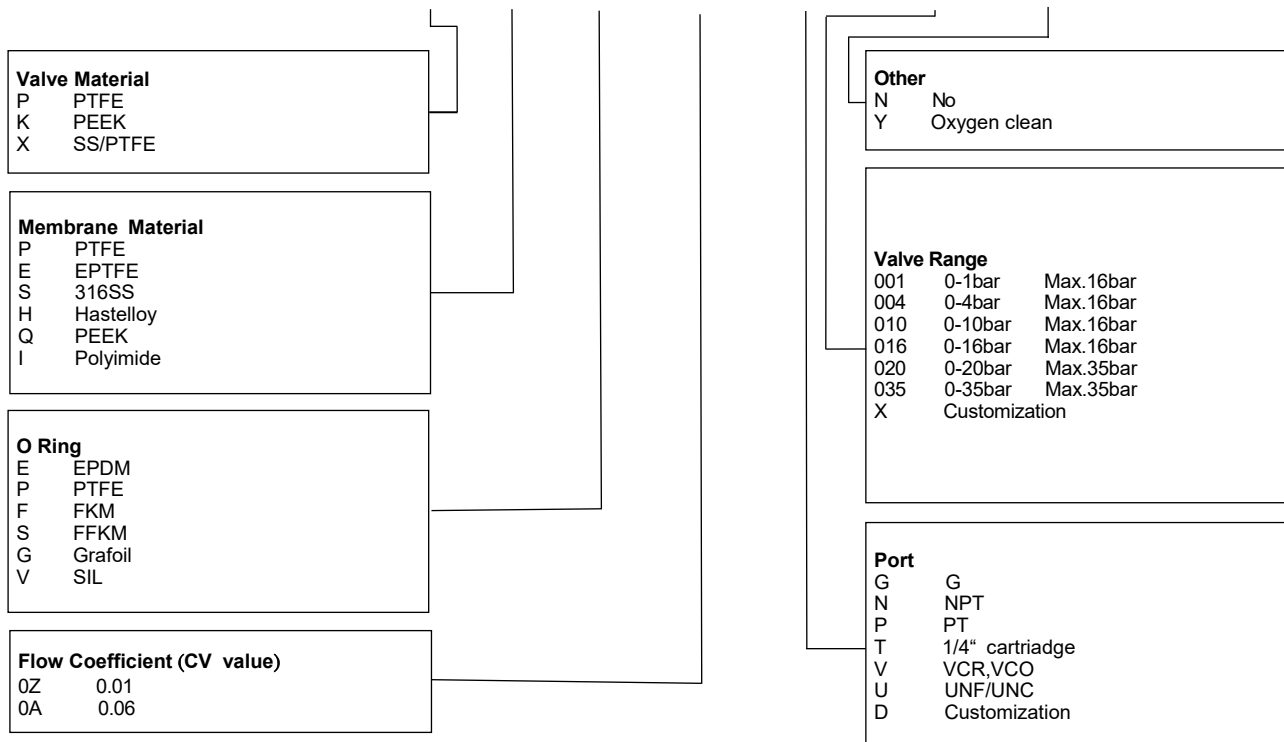 Valve Material
P PTFE
K PEEK
X SS/PTFE
Membrane Material
P PTFE
E EPTFE
S 316SS
H Hastelloy
Q PEEK
I Polyimide
O Ring
E EPDM
P PTFE
F FKM
S FFKM
G Grafoil
V SIL
Flow Coefficient (CV value)
0Z 0.01
0A 0.06
Other
N No
Y Oxygen clean
Valve Range
001 0-1bar Max.16bar
004 0-4bar Max.16bar
010 0-10bar Max.16bar
016 0-16bar Max.16bar
020 0-20bar Max.35bar
035 0-35bar Max.35bar
X Customization
Port
G G
N NPT
P PT
T 1/4“ cartriadge
V VCR,VCO
U UNF/UNC
D Customization